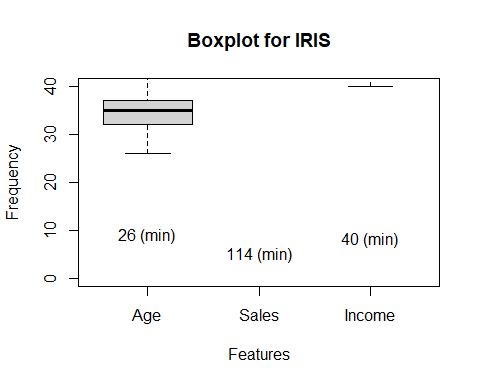 Boxplot for IRIS
Frequency
40
30
20
10
0
26 (min)
114 (min)
40 (min)
Age
Sales
Income
Features